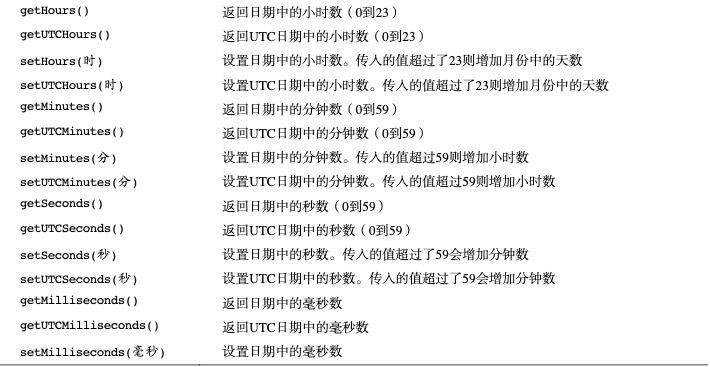 getHours() 返回日期中的小时数（0到23）
getUTCHours() 返回UTC日期中的小时数（0到23）
setHours(时) 设置日期中的小时数。传入的值超过了23则增加月份中的天数
setUTCHours(时) 设置UTC日期中的小时数。传入的值超过了23则增加月份中的天数
getMinutes() 返回日期中的分钟数（0到59）
getUTCMinutes() 返回UTC日期中的分钟数（0到59）
setMinutes(分) 设置日期中的分钟数。传入的值超过59则增加小时数
setUTCMinutes(分) 设置UTC日期中的分钟数。传入的值超过59则增加小时数
getSeconds() 返回日期中的秒数（0到59）
getUTCSeconds() 返回UTC日期中的秒数（0到59）
setSeconds(秒) 设置日期中的秒数。传入的值超过了59会增加分钟数
setUTCSeconds(秒) 设置UTC日期中的秒数。传入的值超过了59会增加分钟数
getMilliseconds() 返回日期中的毫秒数
getUTCMilliseconds() 返回UTC日期中的毫秒数
setMilliseconds(毫秒) 设置日期中的毫秒数